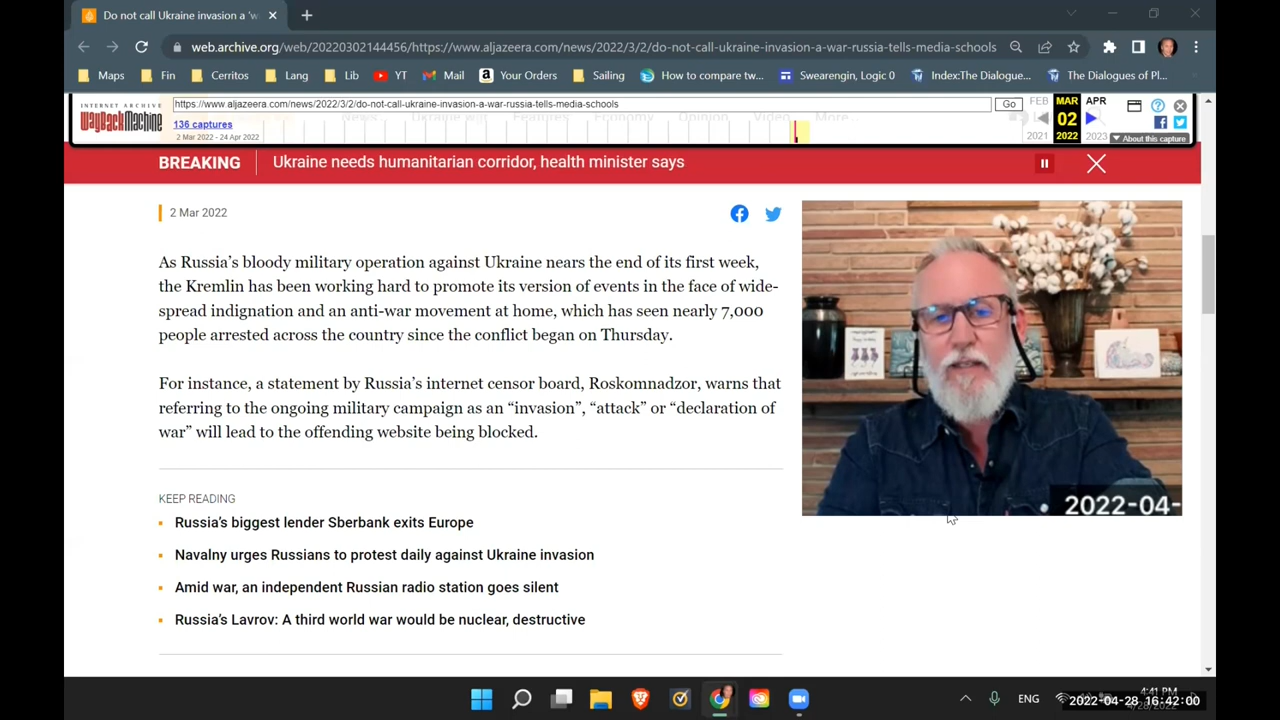 Do not call Ukraine invasion a 'w
web.archive.org/web/20220302144456/https://www.aljazeera.com/news/2022/3/2/do-not-call-ukraine-invasion-a-war-russia-tells-media-schools
Maps Fin Cerritos Lang Lib YT Mail Your Orders Sailing How to compare tw... Swearengin, Logic 0 Index:The Dialogue... The Dialogues of Pl...
INTERNET ARCHIVE
WayBackMachine
https://www.aljazeera.com/news/2022/3/2/do-not-call-ukraine-invasion-a-war-russia-tells-media-schools
Go
FEB MAR APR
136 captures
02
2 Mar 2022 - 24 Apr 2022
2021 2022 2023
About this capture
News Ukraine war Features Economy Opinion Video More
BREAKING Ukraine needs humanitarian corridor, health minister says
2 Mar 2022
As Russia’s bloody military operation against Ukraine nears the end of its first week,
the Kremlin has been working hard to promote its version of events in the face of wide-
spread indignation and an anti-war movement at home, which has seen nearly 7,000
people arrested across the country since the conflict began on Thursday.
For instance, a statement by Russia’s internet censor board, Roskomnadzor, warns that
referring to the ongoing military campaign as an “invasion”, “attack” or “declaration of
war” will lead to the offending website being blocked.
2022-04-
KEEP READING
Russia’s biggest lender Sberbank exits Europe
Navalny urges Russians to protest daily against Ukraine invasion
Amid war, an independent Russian radio station goes silent
Russia’s Lavrov: A third world war would be nuclear, destructive
ENG
4:41 PM
2022-04-28 16:42:00